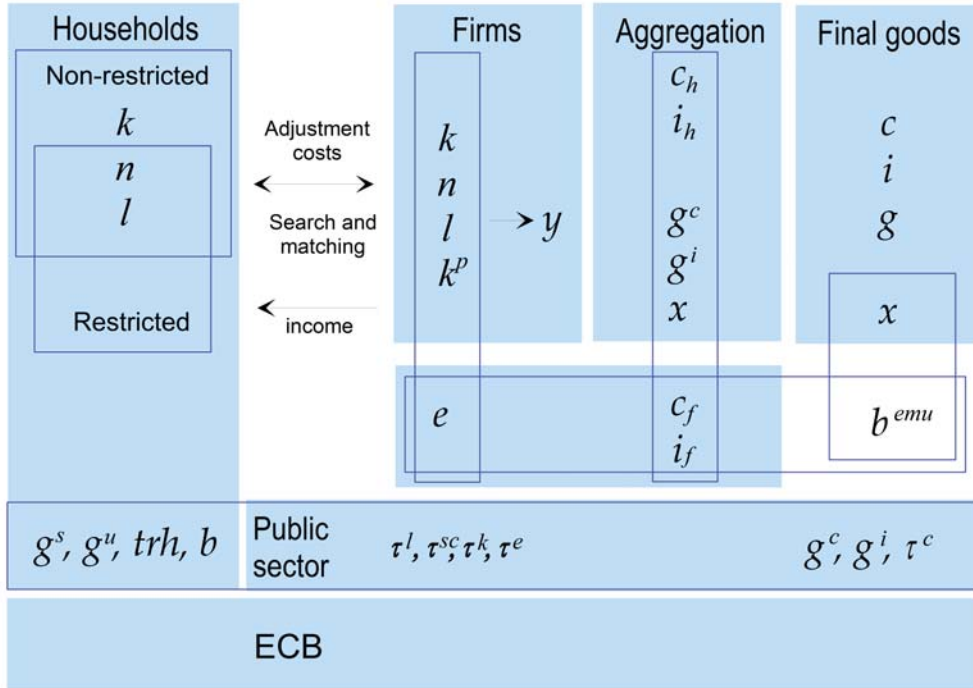 Households
Non-restricted
k
n
l
Restricted
Adjustment
costs
Search and
matching
income
Firms
k
n
l
k^p
y
e
Aggregation
c_h
i_h
g^c
g^i
x
c_f
i_f
Final goods
c
i
g
x
b^emu
g^s, g^u, trh, b
Public
sector
τ^l, τ^sc, τ^k, τ^e
g^c, g^i, τ^c
ECB